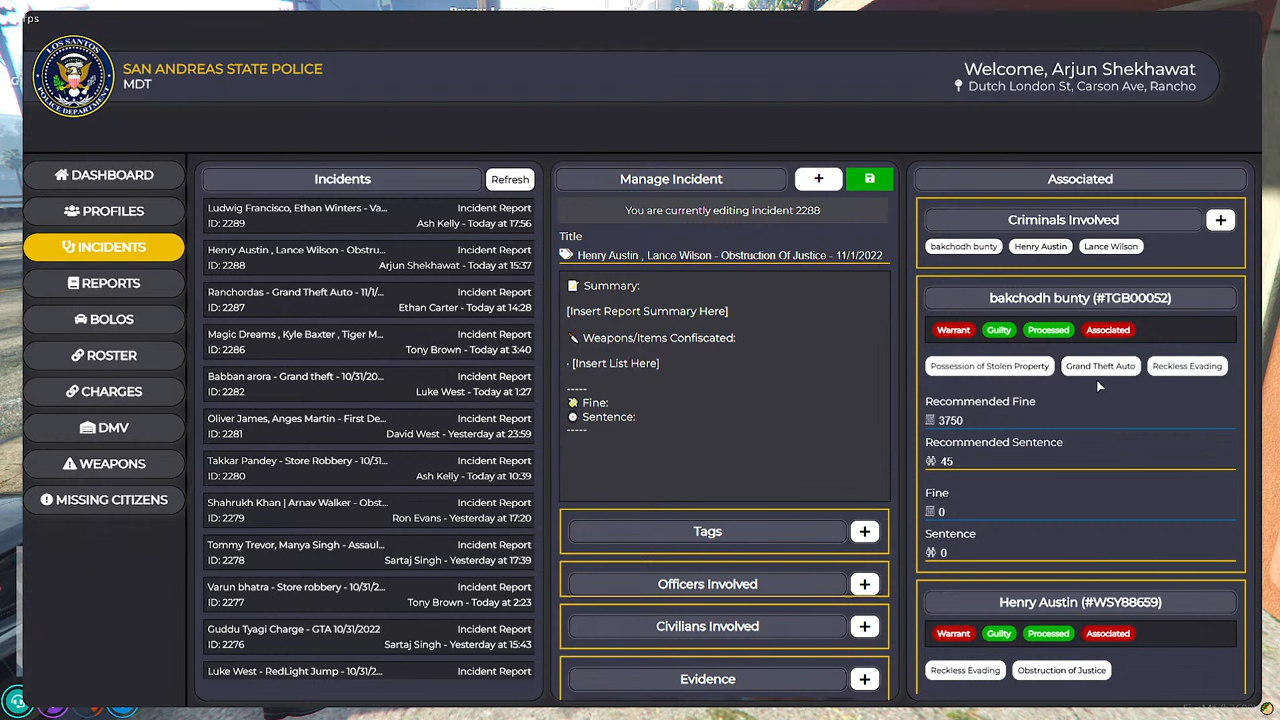 fps
LOS SANTOS
POLICE DEPARTMENT
SAN ANDREAS STATE POLICE
MDT
Welcome, Arjun Shekhawat
Dutch London St, Carson Ave, Rancho
DASHBOARD
PROFILES
INCIDENTS
REPORTS
BOLOS
ROSTER
CHARGES
DMV
WEAPONS
MISSING CITIZENS
Incidents
Refresh
Ludwig Francisco, Ethan Winters - Va... Incident Report
ID: 2289 Ash Kelly - Today at 17:56
Henry Austin , Lance Wilson - Obstru... Incident Report
ID: 2288 Arjun Shekhawat - Today at 15:37
Ranchordas - Grand Theft Auto - 11/1/... Incident Report
ID: 2287 Ethan Carter - Today at 14:28
Magic Dreams , Kyle Baxter , Tiger M... Incident Report
ID: 2286 Tony Brown - Today at 3:40
Babban arora - Grand theft - 10/31/20... Incident Report
ID: 2282 Luke West - Today at 1:27
Oliver James, Anges Martin - First De... Incident Report
ID: 2281 David West - Yesterday at 23:59
Takkar Pandey - Store Robbery - 10/31... Incident Report
ID: 2280 Ash Kelly - Today at 10:39
Shahrukh Khan | Arnav Walker - Obst... Incident Report
ID: 2279 Ron Evans - Yesterday at 17:20
Tommy Trevor, Manya Singh - Assaul... Incident Report
ID: 2278 Sartaj Singh - Yesterday at 17:39
Varun bhatra - Store robbery - 10/31/2... Incident Report
ID: 2277 Tony Brown - Today at 2:23
Guddu Tyagi Charge - GTA 10/31/2022 Incident Report
ID: 2276 Sartaj Singh - Yesterday at 15:43
Luke West - RedLight Jump - 10/31/2... Incident Report
Manage Incident
+
You are currently editing incident 2288
Title
Henry Austin , Lance Wilson - Obstruction Of Justice - 11/1/2022
Summary:
[Insert Report Summary Here]
Weapons/Items Confiscated:
· [Insert List Here]
-----
Fine:
Sentence:
-----
Tags +
Officers Involved +
Civilians Involved +
Evidence +
Associated
Criminals Involved +
bakchodh bunty Henry Austin Lance Wilson
bakchodh bunty (#TGB00052)
Warrant Guilty Processed Associated
Possession of Stolen Property Grand Theft Auto Reckless Evading
Recommended Fine
3750
Recommended Sentence
45
Fine
0
Sentence
0
Henry Austin (#WSY88659)
Warrant Guilty Processed Associated
Reckless Evading Obstruction of Justice